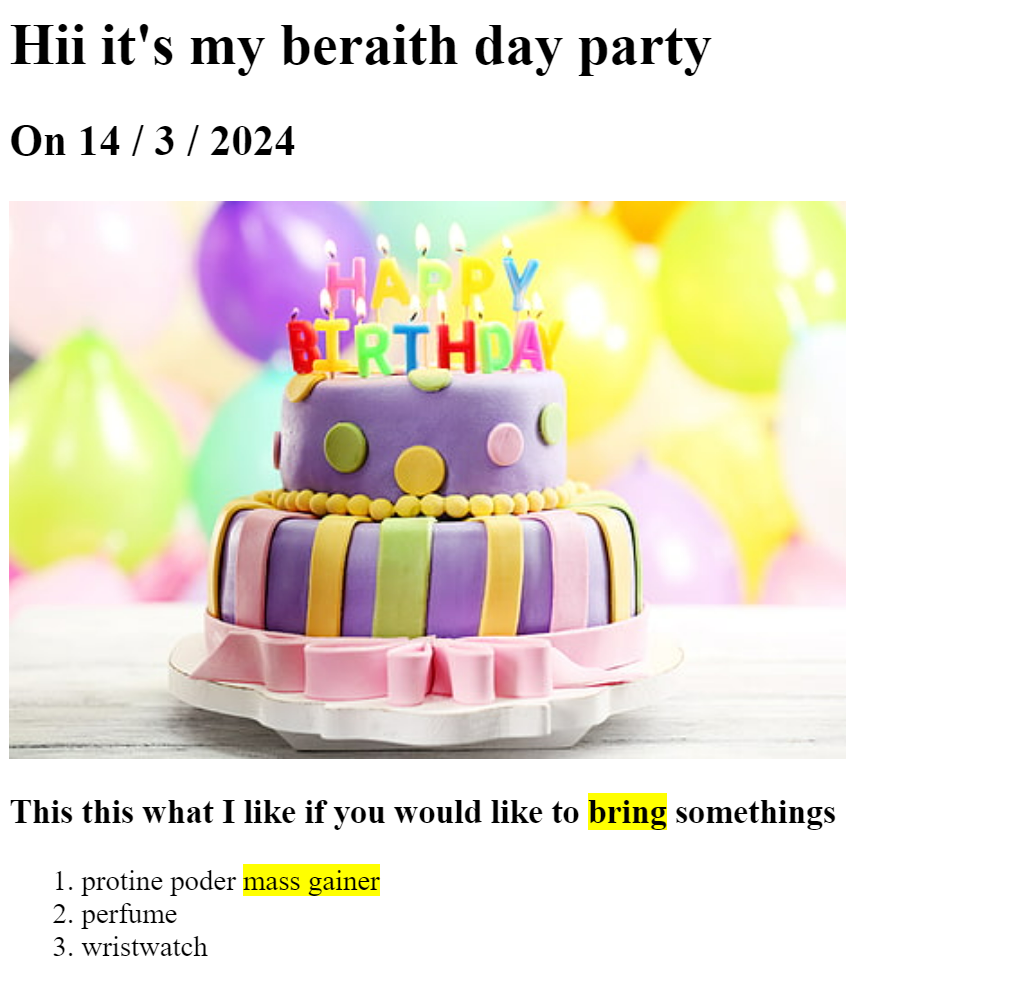 Hii it's my beraith day party
On 14 / 3 / 2024
HAPPY
BIRTHDAY
This this what I like if you would like to bring somethings
1. protine poder mass gainer
2. perfume
3. wristwatch